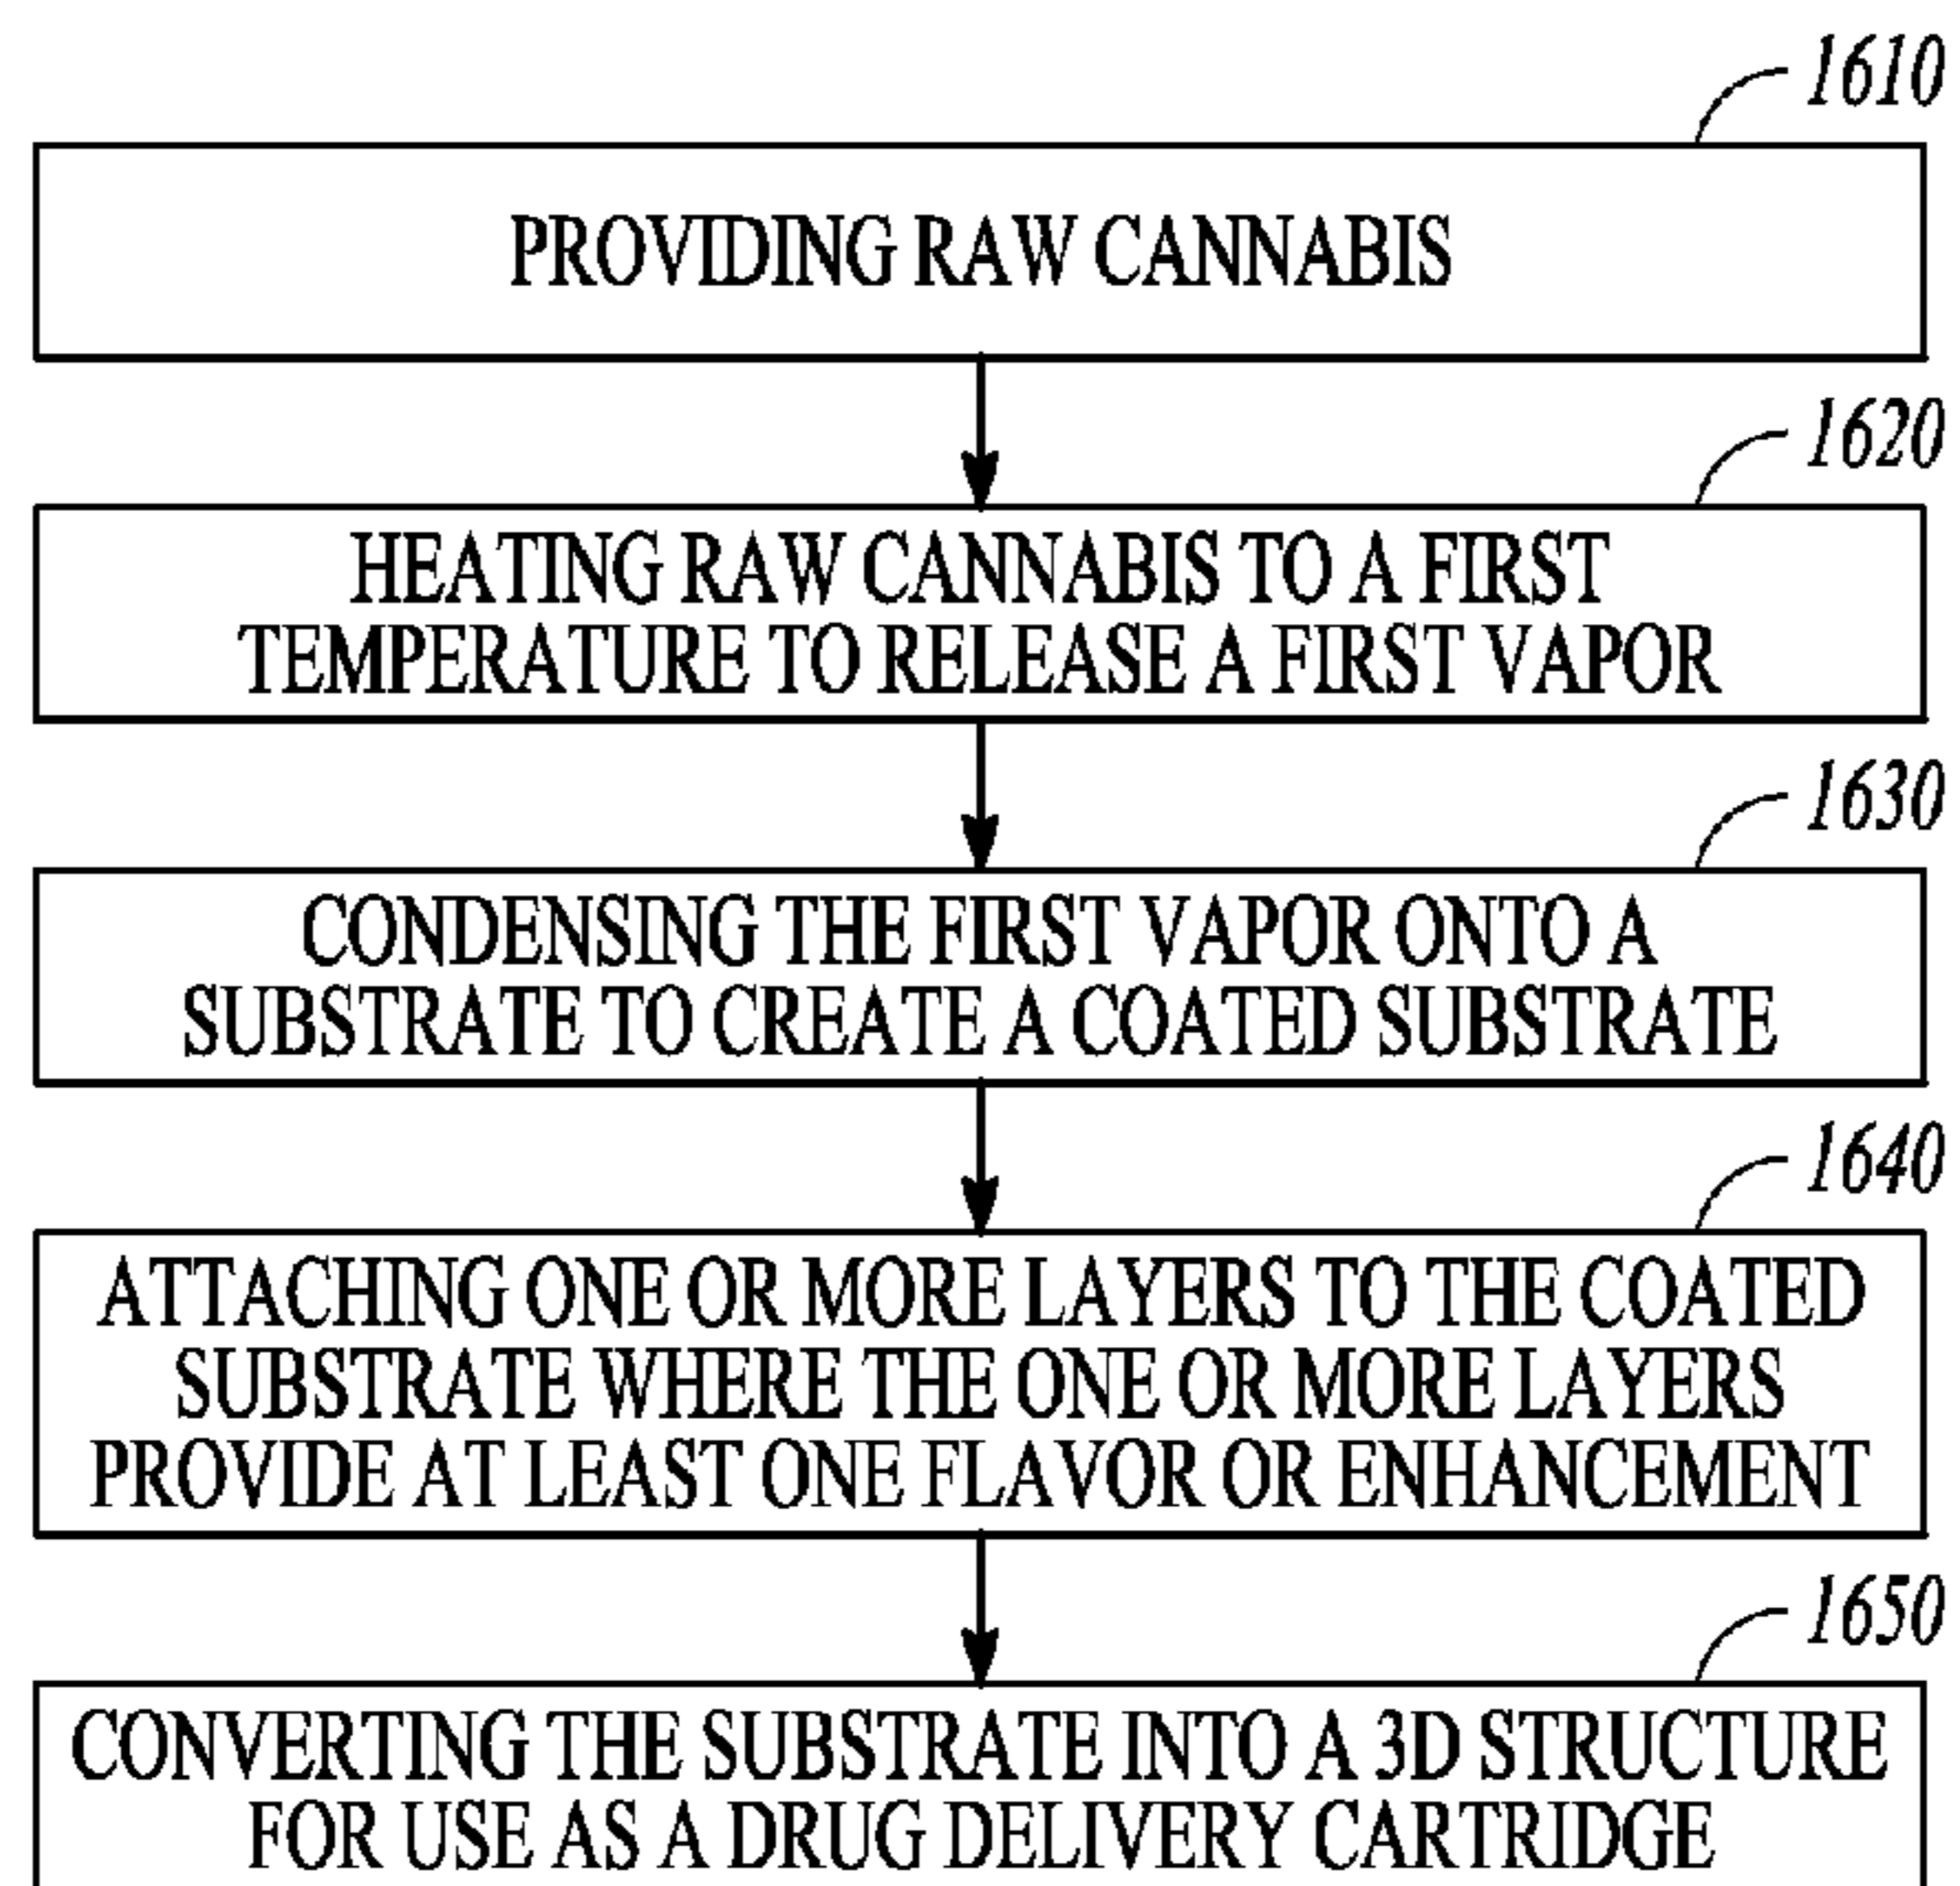 1610
PROVIDING RAW CANNABIS
1620
HEATING RAW CANNABIS TO A FIRST
TEMPERATURE TO RELEASE A FIRST VAPOR
1630
CONDENSING THE FIRST VAPOR ONTO A
SUBSTRATE TO CREATE A COATED SUBSTRATE
1640
ATTACHING ONE OR MORE LAYERS TO THE COATED
SUBSTRATE WHERE THE ONE OR MORE LAYERS
PROVIDE AT LEAST ONE FLAVOR OR ENHANCEMENT
1650
CONVERTING THE SUBSTRATE INTO A 3D STRUCTURE
FOR USE AS A DRUG DELIVERY CARTRIDGE